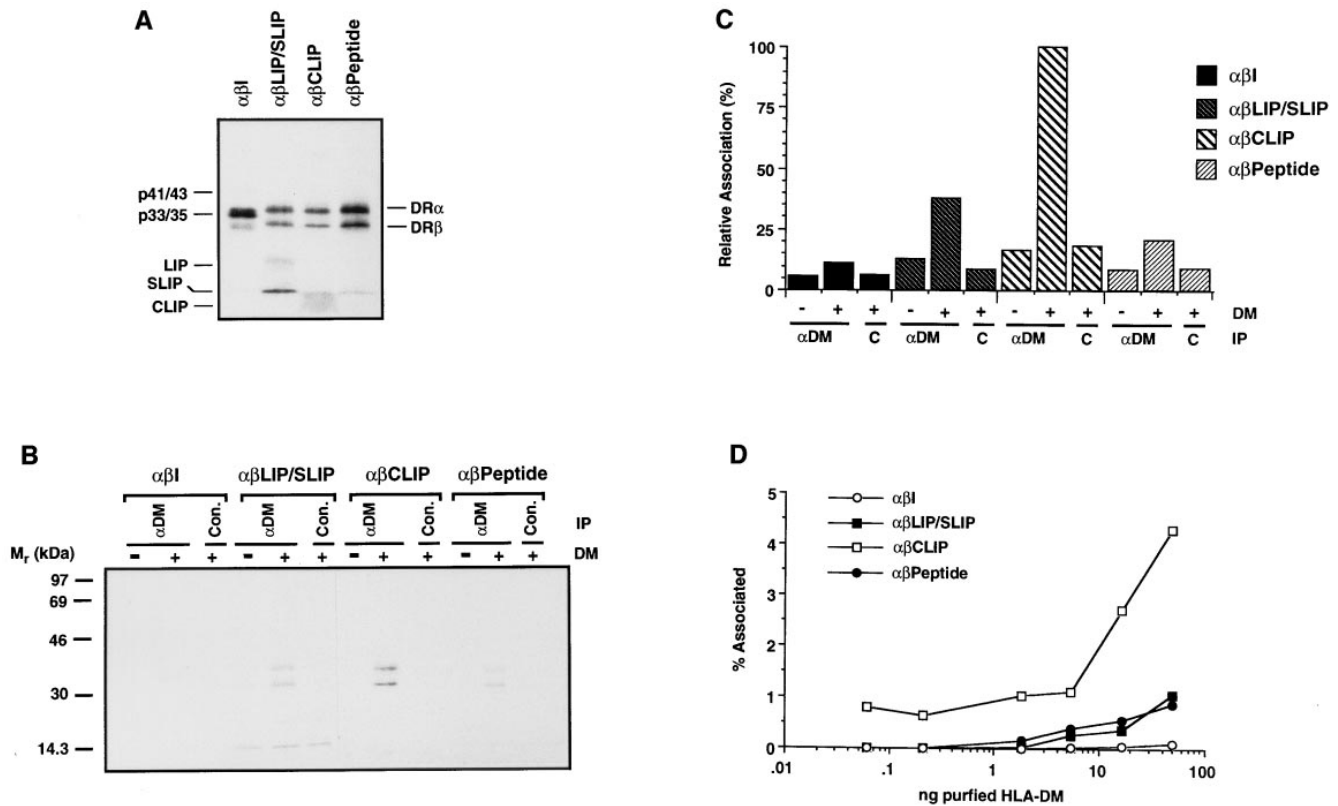 A
αβI
αβLIP/SLIP
αβCLIP
αβPeptide
p41/43
p33/35
LIP
SLIP
CLIP
DRα
DRβ
B
αβI αβLIP/SLIP αβCLIP αβPeptide
αDM Con. αDM Con. αDM Con. αDM Con. IP
Mr (kDa) - + + - + + - + + - + + DM
97
69
46
30
14.3
C
Relative Association (%)
100
75
50
25
0
αβI
αβLIP/SLIP
αβCLIP
αβPeptide
- + + - + + - + + - + + DM
αDM C αDM C αDM C αDM C IP
D
% Associated
5
4
3
2
1
0
αβI
αβLIP/SLIP
αβCLIP
αβPeptide
.01 .1 1 10 100
ng purfied HLA-DM